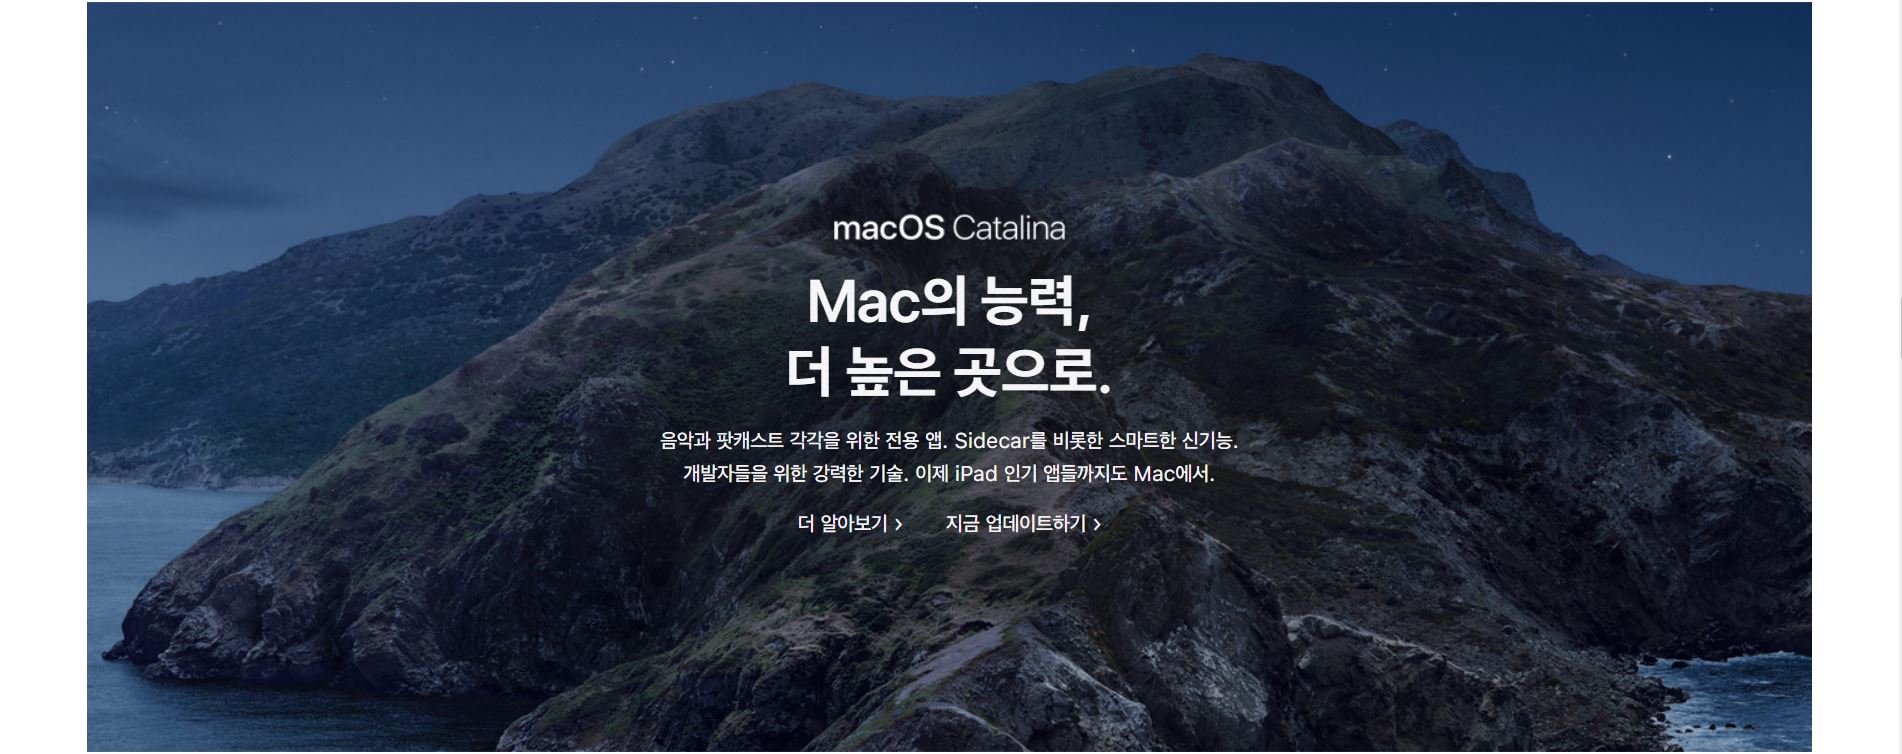 macOS Catalina
Mac의 능력,
더 높은 곳으로.
음악과 팟캐스트 각각을 위한 전용 앱. Sidecar를 비롯한 스마트한 신기능.
개발자들을 위한 강력한 기술. 이제 iPad 인기 앱들까지도 Mac에서.
더 알아보기 › 지금 업데이트하기 ›